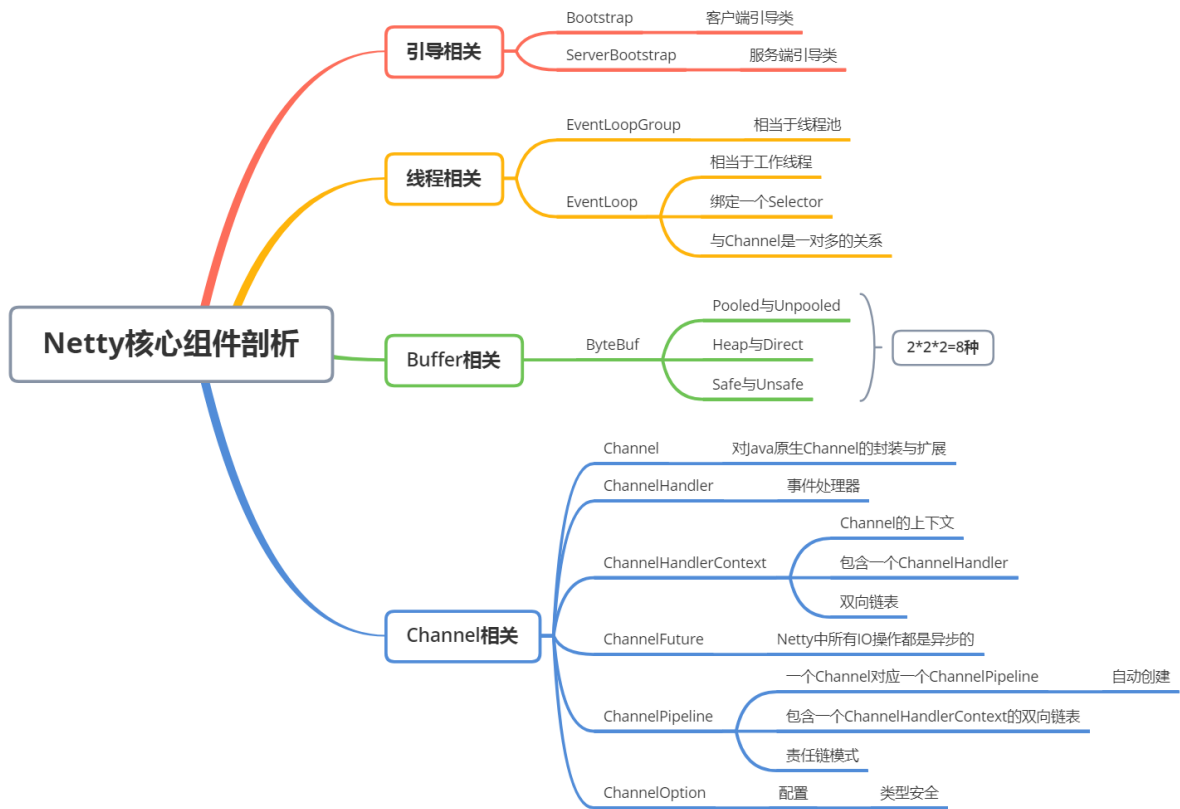 Netty核心组件剖析
引导相关
Bootstrap
客户端引导类
ServerBootstrap
服务端引导类
线程相关
EventLoopGroup
相当于线程池
EventLoop
相当于工作线程
绑定一个Selector
与Channel是一对多的关系
Buffer相关
ByteBuf
Pooled与Unpooled
Heap与Direct
Safe与Unsafe
2*2*2=8种
Channel相关
Channel
对Java原生Channel的封装与扩展
ChannelHandler
事件处理器
ChannelHandlerContext
Channel的上下文
包含一个ChannelHandler
双向链表
ChannelFuture
Netty中所有IO操作都是异步的
ChannelPipeline
一个Channel对应一个ChannelPipeline
自动创建
包含一个ChannelHandlerContext的双向链表
责任链模式
ChannelOption
配置
类型安全